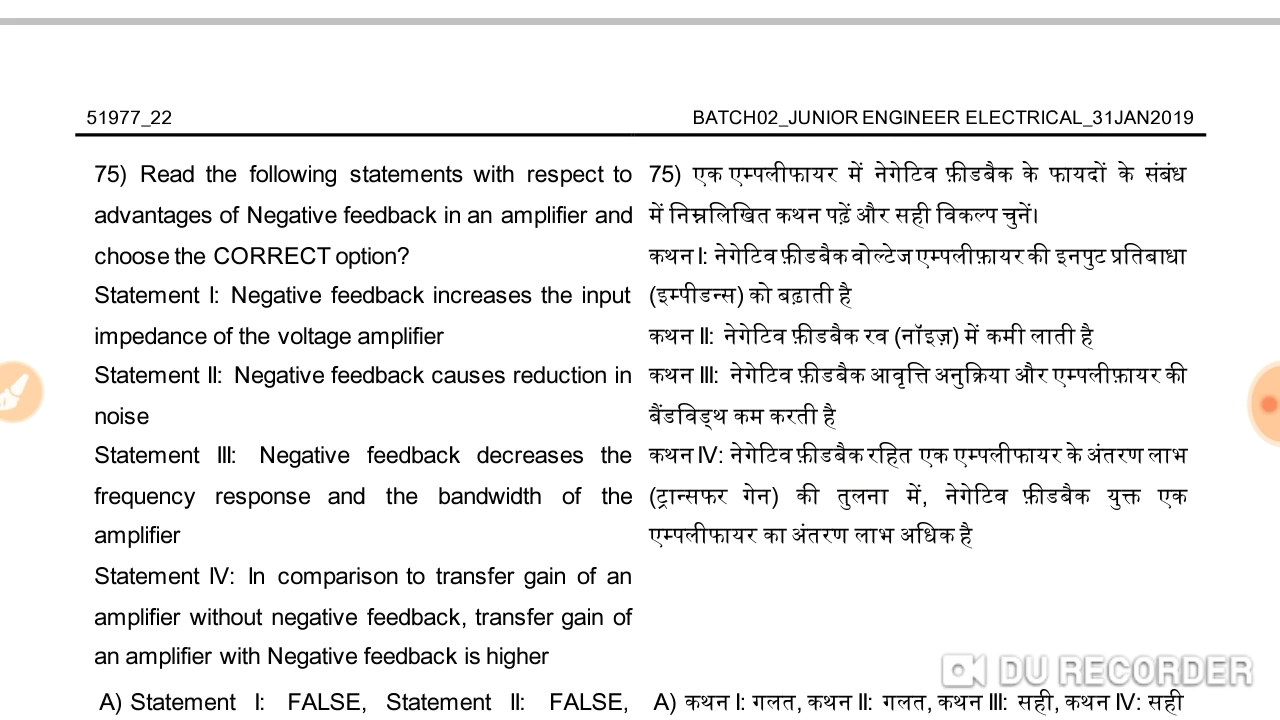 51977_22
BATCH02_JUNIOR ENGINEER ELECTRICAL_31JAN2019
75) Read the following statements with respect to
advantages of Negative feedback in an amplifier and
choose the CORRECT option?
Statement I: Negative feedback increases the input
impedance of the voltage amplifier
Statement II: Negative feedback causes reduction in
noise
Statement III: Negative feedback decreases the
frequency response and the bandwidth of the
amplifier
Statement IV: In comparison to transfer gain of an
amplifier without negative feedback, transfer gain of
an amplifier with Negative feedback is higher
A) Statement I: FALSE, Statement II: FALSE,
75) एक एम्पलीफायर में नेगेटिव फ़ीडबैक के फायदों के संबंध
में निम्नलिखित कथन पढ़ें और सही विकल्प चुनें।
कथन I: नेगेटिव फ़ीडबैक वोल्टेज एम्पलीफ़ायर की इनपुट प्रतिबाधा
(इम्पीडन्स) को बढ़ाती है
कथन II: नेगेटिव फ़ीडबैक रव (नॉइज़) में कमी लाती है
कथन III: नेगेटिव फ़ीडबैक आवृत्ति अनुक्रिया और एम्पलीफ़ायर की
बैंडविड्थ कम करती है
कथन IV: नेगेटिव फ़ीडबैक रहित एक एम्पलीफायर के अंतरण लाभ
(ट्रान्सफर गेन) की तुलना में, नेगेटिव फ़ीडबैक युक्त एक
एम्पलीफायर का अंतरण लाभ अधिक है
A) कथन I: गलत, कथन II: गलत, कथन III: सही, कथन IV: सही
DU RECORDER